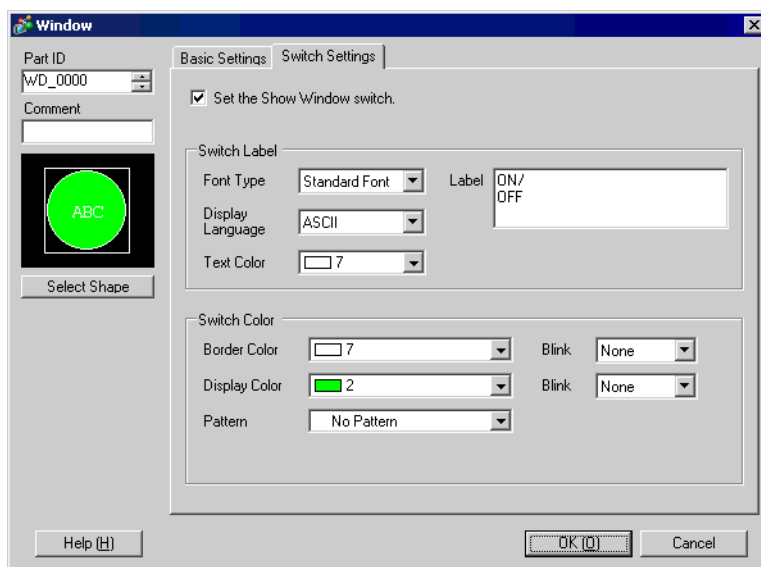 Window
Part ID
WD_0000
Comment
ABC
Select Shape
Basic Settings Switch Settings
Set the Show Window switch.
Switch Label
Font Type Standard Font Label ON/
OFF
Display
Language ASCII
Text Color 7
Switch Color
Border Color 7 Blink None
Display Color 2 Blink None
Pattern No Pattern
Help (H) OK (O) Cancel